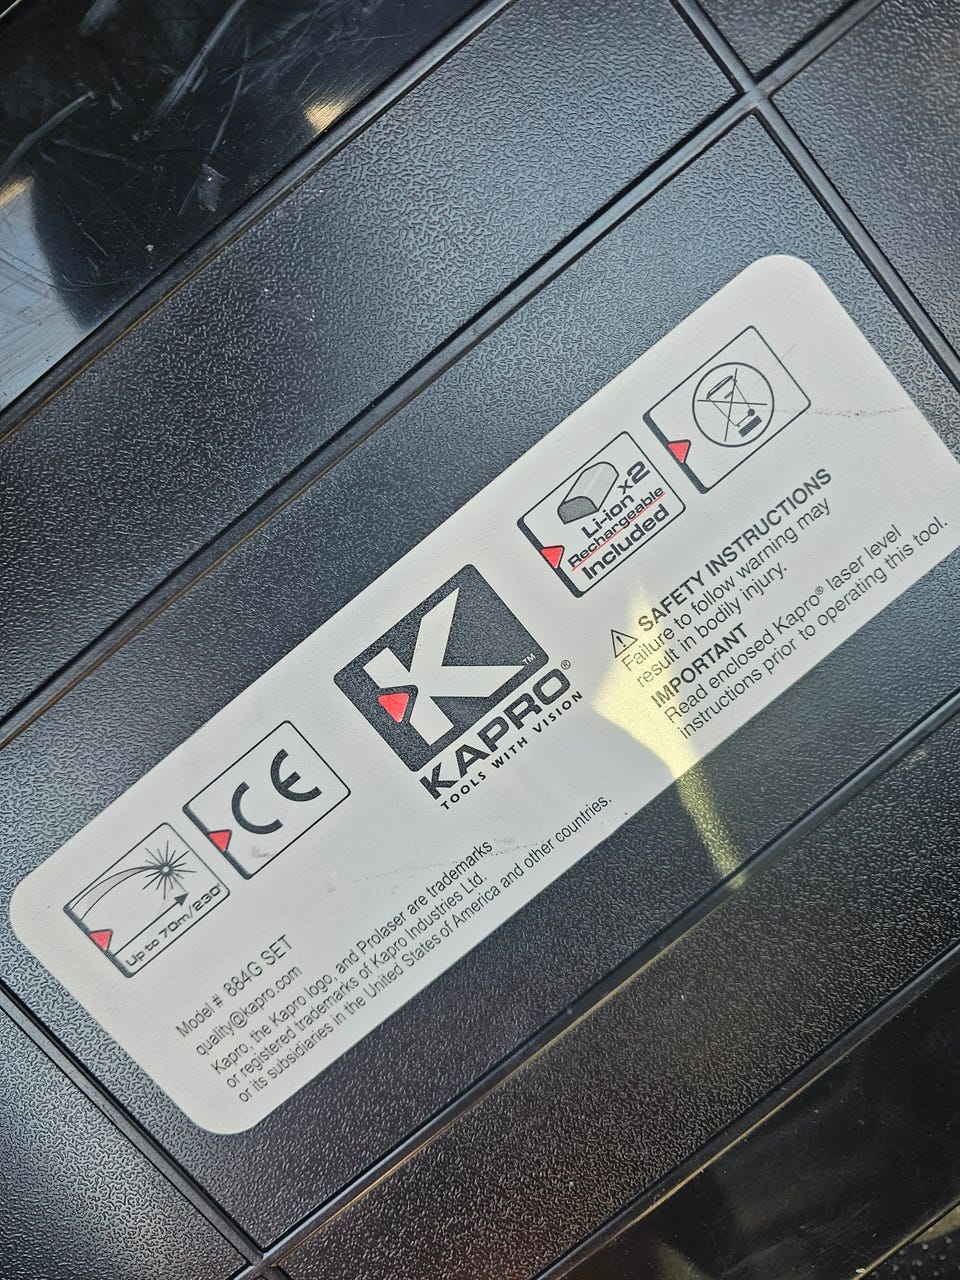 Up to 70m/230'
CE
Model # 884G SET
quality@kapro.com
Kapro, the Kapro logo, and Prolaser are trademarks
or registered trademarks of Kapro Industries Ltd.
or its subsidiaries in the United States of America and other countries.
K™
KAPRO®
TOOLS WITH VISION
Li-ion x2
Rechargeable
Included
SAFETY INSTRUCTIONS
Failure to follow warning may
result in bodily injury.
IMPORTANT
Read enclosed Kapro® laser level
instructions prior to operating this tool.